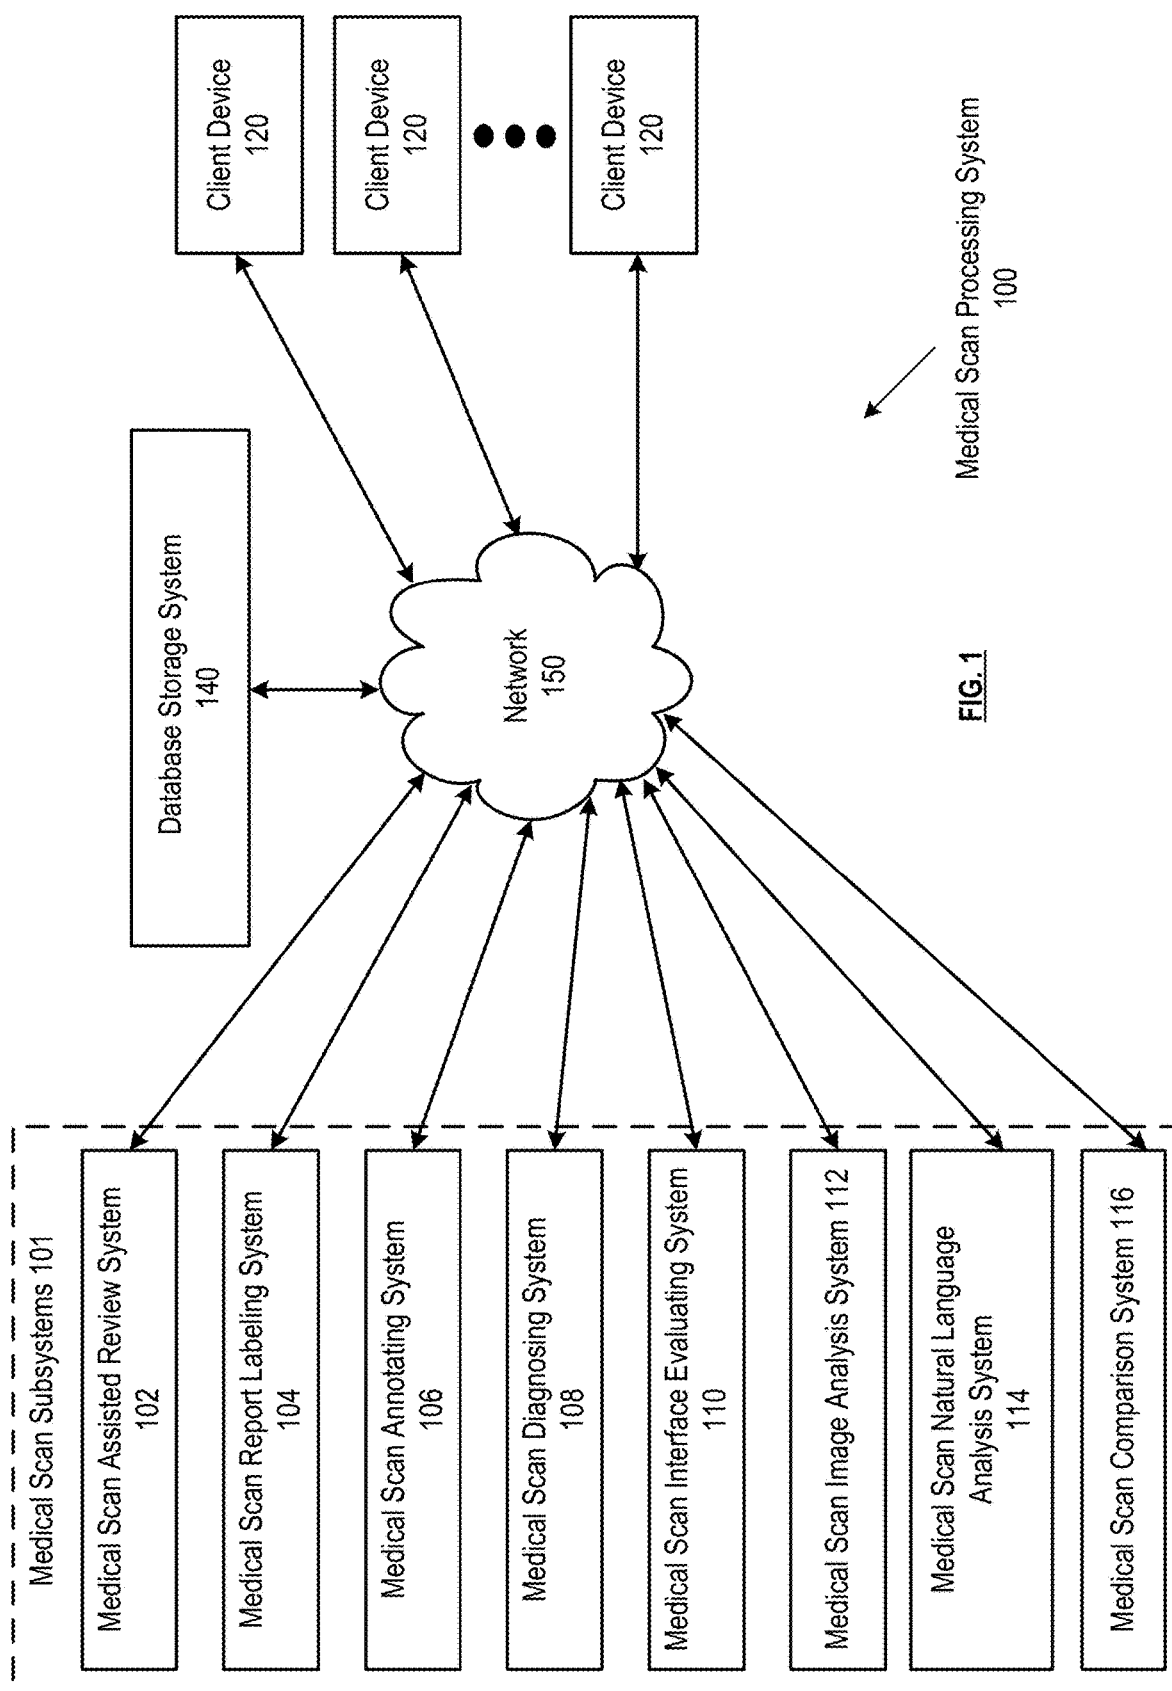 Medical Scan Subsystems 101
Medical Scan Assisted Review System
102
Medical Scan Report Labeling System
104
Medical Scan Annotating System
106
Medical Scan Diagnosing System
108
Medical Scan Interface Evaluating System
110
Medical Scan Image Analysis System 112
Medical Scan Natural Language
Analysis System
114
Medical Scan Comparison System 116
Database Storage System
140
Network
150
Client Device
120
Client Device
120
Client Device
120
Medical Scan Processing System
100
FIG. 1